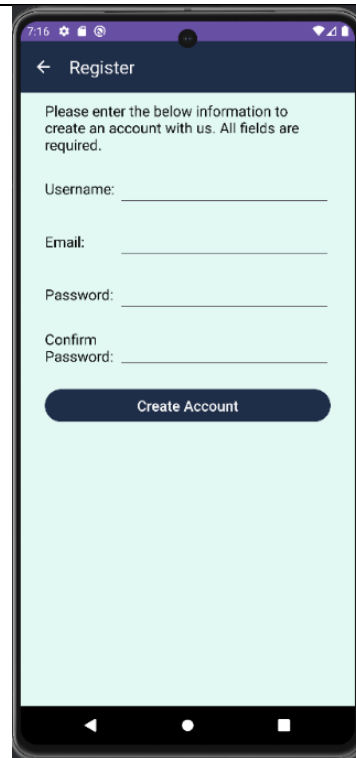 7:16
Register
Please enter the below information to
create an account with us. All fields are
required.
Username:
Email:
Password:
Confirm
Password:
Create Account